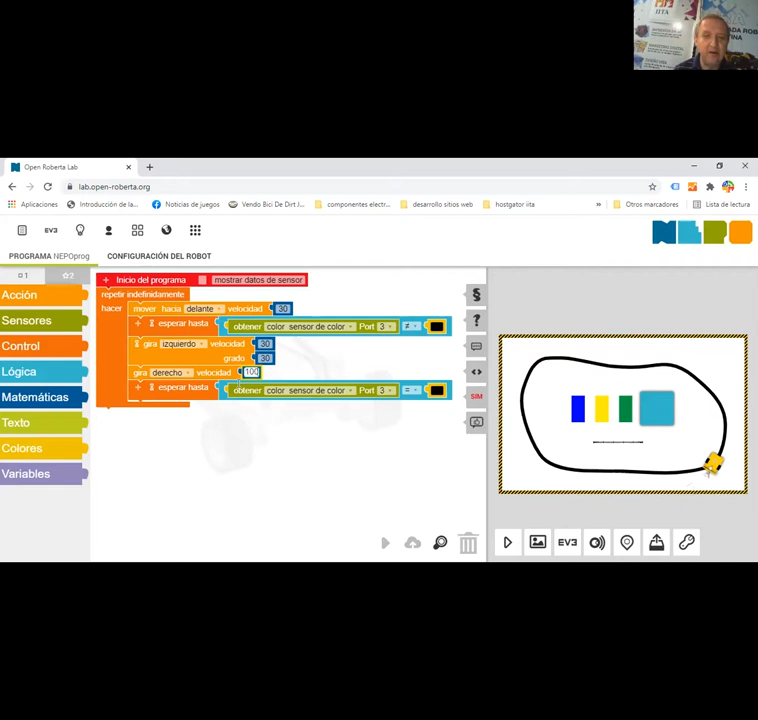 IITA
Open Roberta Lab
lab.open-roberta.org
Aplicaciones Introducción de la... Noticias de juegos Vendo Bici De Dirt J... componentes electr... desarrollo sitios web hostgator iita » Otros marcadores Lista de lectura
EV3
PROGRAMA NEPOprog CONFIGURACIÓN DEL ROBOT
1 2
Acción
Sensores
Control
Lógica
Matemáticas
Texto
Colores
Variables
+ Inicio del programa mostrar datos de sensor
repetir indefinidamente
hacer mover hacia delante velocidad 30
+ esperar hasta obtener color sensor de color Port 3 ≠
gira izquierdo velocidad 30
grado 30
gira derecho velocidad 100
+ esperar hasta obtener color sensor de color Port 3 =
§
?
<>
SIM
EV3